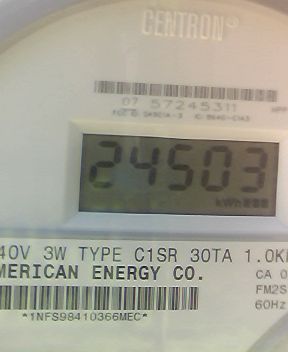 CENTRON®
07 57245311
24503
kWh
40V 3W TYPE C1SR 30TA 1.0K
MERICAN ENERGY CO.
CA 0
FM2S
60Hz
*1NFS98410366MEC*